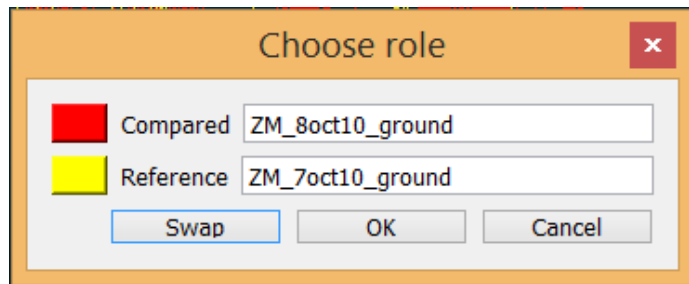 Choose role
x
Compared ZM_8oct10_ground
Reference ZM_7oct10_ground
Swap OK Cancel